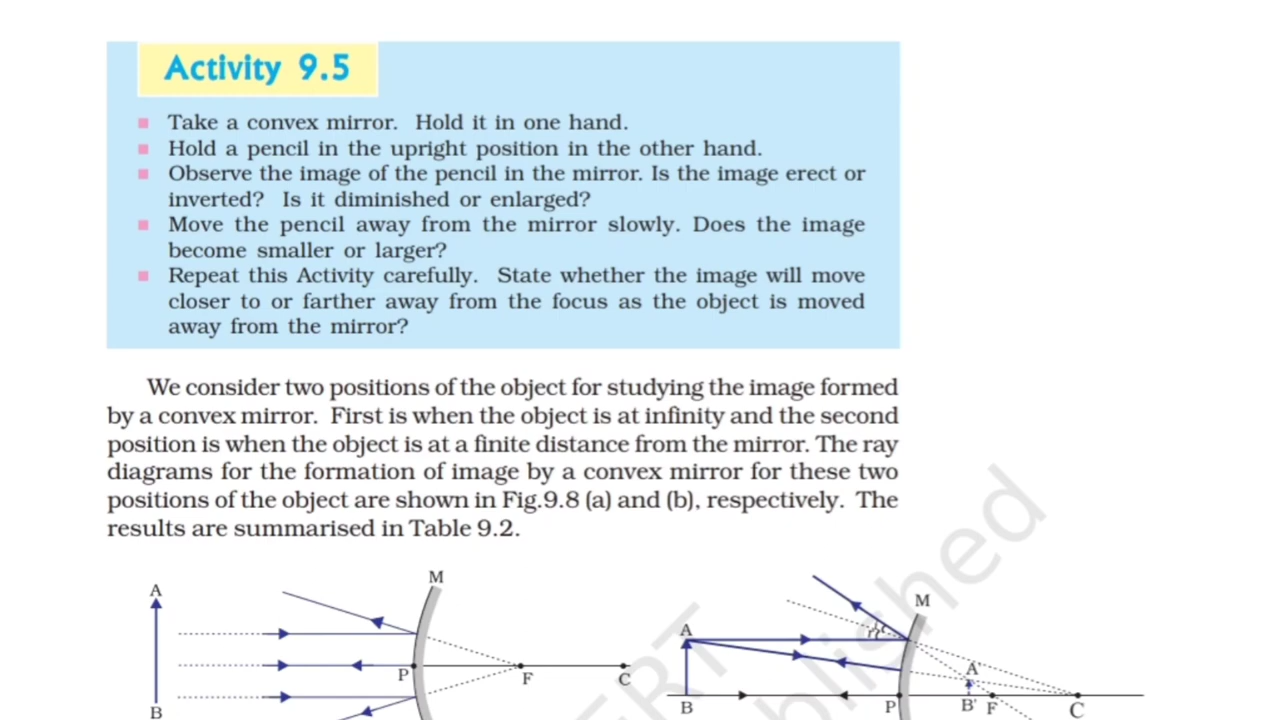 Activity 9.5
Take a convex mirror. Hold it in one hand.
Hold a pencil in the upright position in the other hand.
Observe the image of the pencil in the mirror. Is the image erect or
inverted? Is it diminished or enlarged?
Move the pencil away from the mirror slowly. Does the image
become smaller or larger?
Repeat this Activity carefully. State whether the image will move
closer to or farther away from the focus as the object is moved
away from the mirror?
We consider two positions of the object for studying the image formed
by a convex mirror. First is when the object is at infinity and the second
position is when the object is at a finite distance from the mirror. The ray
diagrams for the formation of image by a convex mirror for these two
positions of the object are shown in Fig.9.8 (a) and (b), respectively. The
results are summarised in Table 9.2.
M
A
P
F
C
B
M
A
A'
B
P
B'
F
C